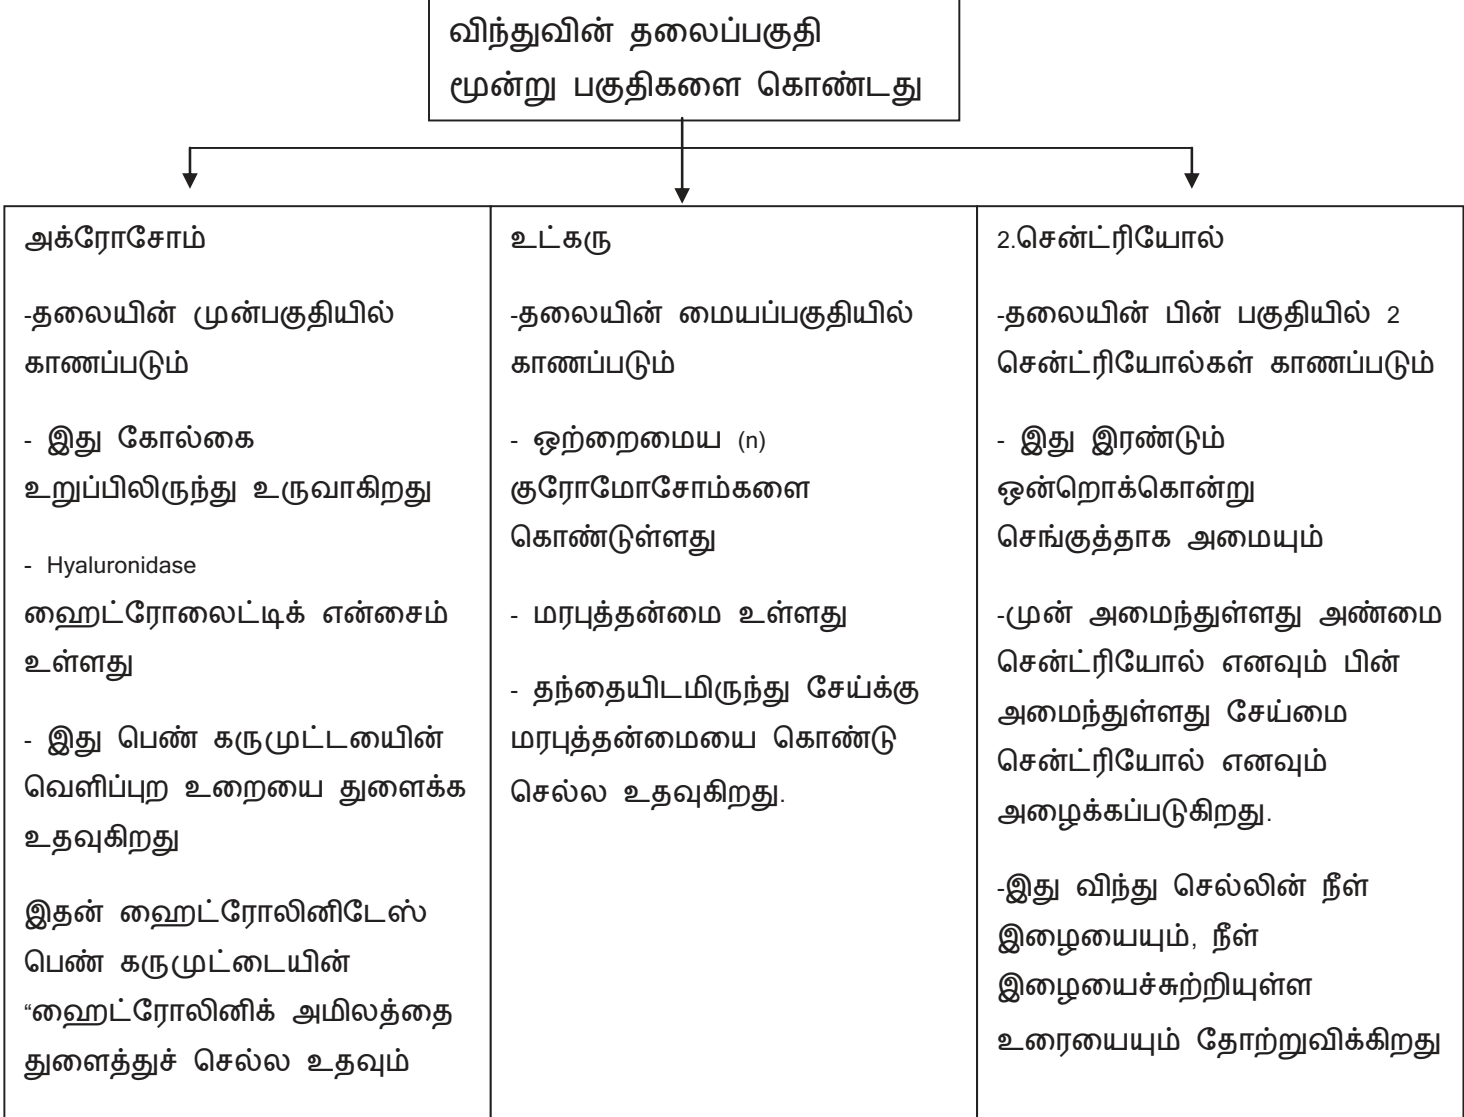 விந்துவின் தலைப்பகுதி
மூன்று பகுதிகளை கொண்டது
அக்ரோசோம்
-தலையின் முன்பகுதியில்
காணப்படும்
- இது கோல்கை
உறுப்பிலிருந்து உருவாகிறது
- Hyaluronidase
ஹைட்ரோலைட்டிக் என்சைம்
உள்ளது
- இது பெண் கருமுட்டயைின்
வெளிப்புற உறையை துளைக்க
உதவுகிறது
இதன் ஹைட்ரோலினிடேஸ்
பெண் கருமுட்டையின்
“ஹைட்ரோலினிக் அமிலத்தை
துளைத்துச் செல்ல உதவும்
உட்கரு
-தலையின் மையப்பகுதியில்
காணப்படும்
- ஒற்றைமைய (n)
குரோமோசோம்களை
கொண்டுள்ளது
- மரபுத்தன்மை உள்ளது
- தந்தையிடமிருந்து சேய்க்கு
மரபுத்தன்மையை கொண்டு
செல்ல உதவுகிறது.
2.சென்ட்ரியோல்
-தலையின் பின் பகுதியில் 2
சென்ட்ரியோல்கள் காணப்படும்
- இது இரண்டும்
ஒன்றொக்கொன்று
செங்குத்தாக அமையும்
-முன் அமைந்துள்ளது அண்மை
சென்ட்ரியோல் எனவும் பின்
அமைந்துள்ளது சேய்மை
சென்ட்ரியோல் எனவும்
அழைக்கப்படுகிறது.
-இது விந்து செல்லின் நீள்
இழையையும், நீள்
இழையைச்சுற்றியுள்ள
உரையையும் தோற்றுவிக்கிறது